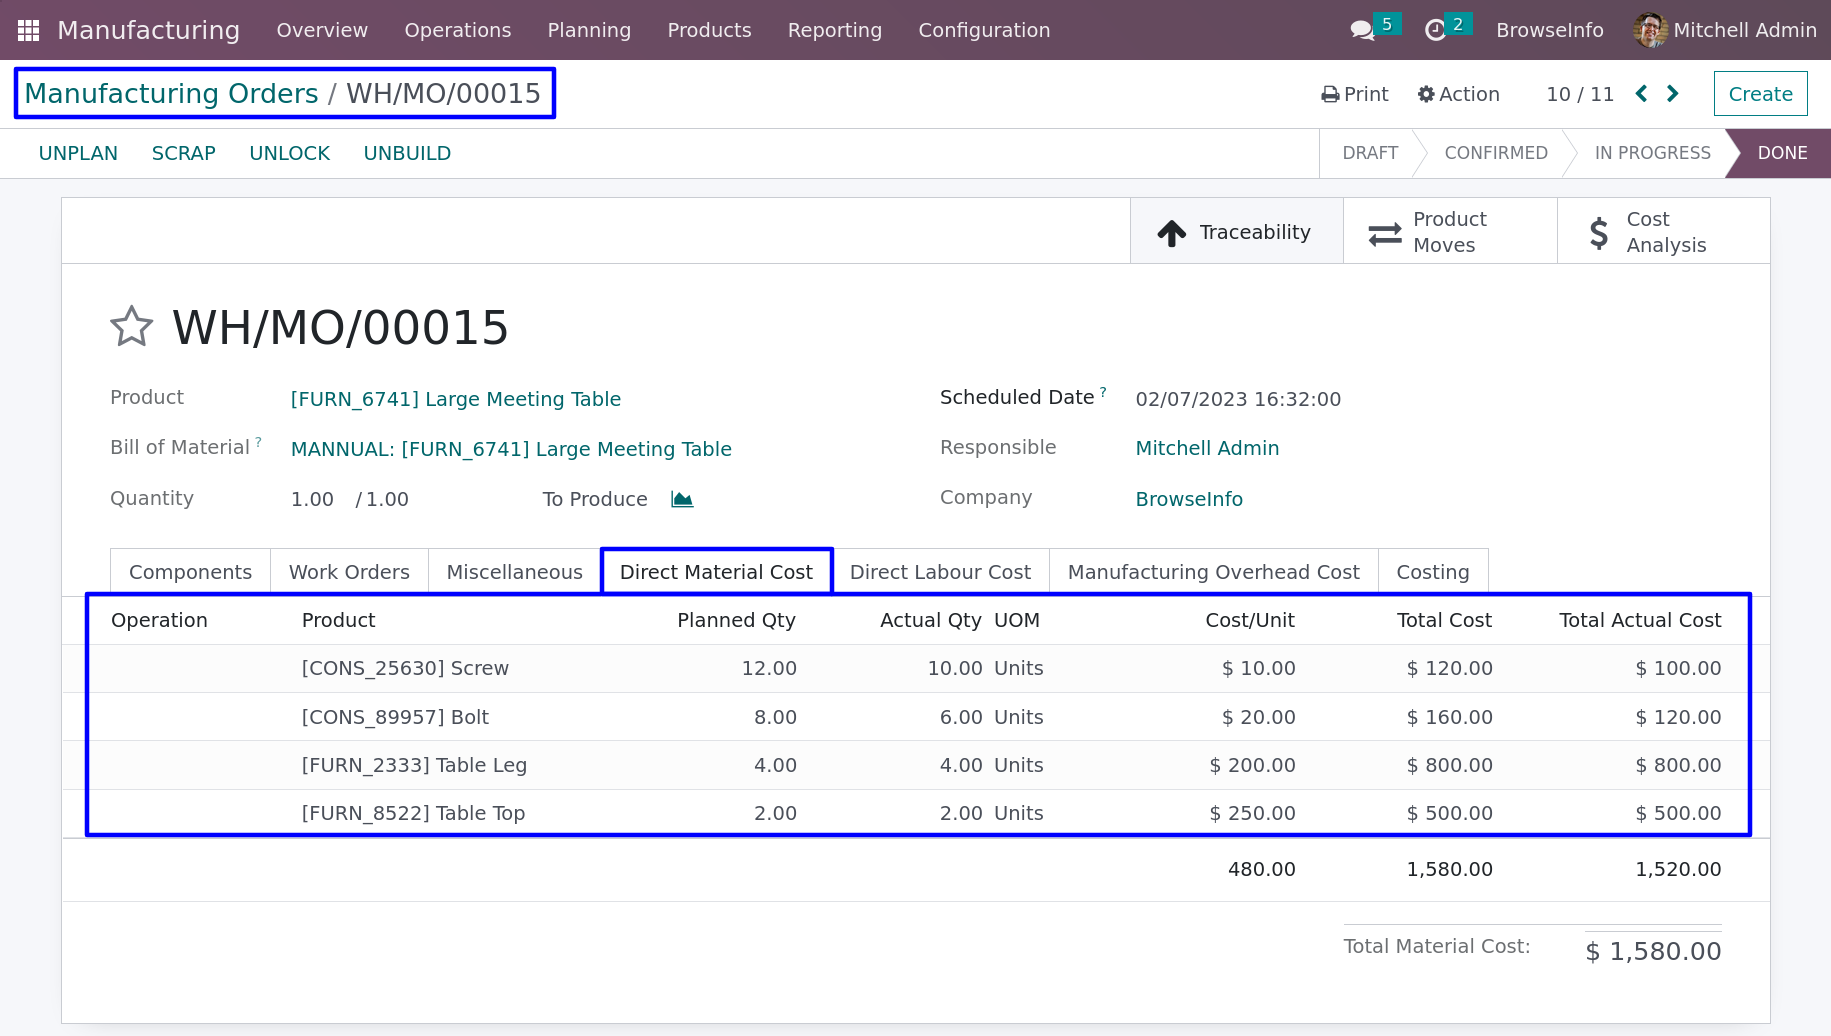 Manufacturing Overview Operations Planning Products Reporting Configuration 5 2 BrowseInfo Mitchell Admin
Manufacturing Orders / WH/MO/00015 Print Action 10 / 11 Create
UNPLAN SCRAP UNLOCK UNBUILD DRAFT CONFIRMED IN PROGRESS DONE
Traceability Product Moves Cost Analysis
WH/MO/00015
Product [FURN_6741] Large Meeting Table Scheduled Date ? 02/07/2023 16:32:00
Bill of Material ? MANNUAL: [FURN_6741] Large Meeting Table Responsible Mitchell Admin
Quantity 1.00 / 1.00 To Produce Company BrowseInfo
Components Work Orders Miscellaneous Direct Material Cost Direct Labour Cost Manufacturing Overhead Cost Costing
Operation Product Planned Qty Actual Qty UOM Cost/Unit Total Cost Total Actual Cost
[CONS_25630] Screw 12.00 10.00 Units $ 10.00 $ 120.00 $ 100.00
[CONS_89957] Bolt 8.00 6.00 Units $ 20.00 $ 160.00 $ 120.00
[FURN_2333] Table Leg 4.00 4.00 Units $ 200.00 $ 800.00 $ 800.00
[FURN_8522] Table Top 2.00 2.00 Units $ 250.00 $ 500.00 $ 500.00
480.00 1,580.00 1,520.00
Total Material Cost: $ 1,580.00